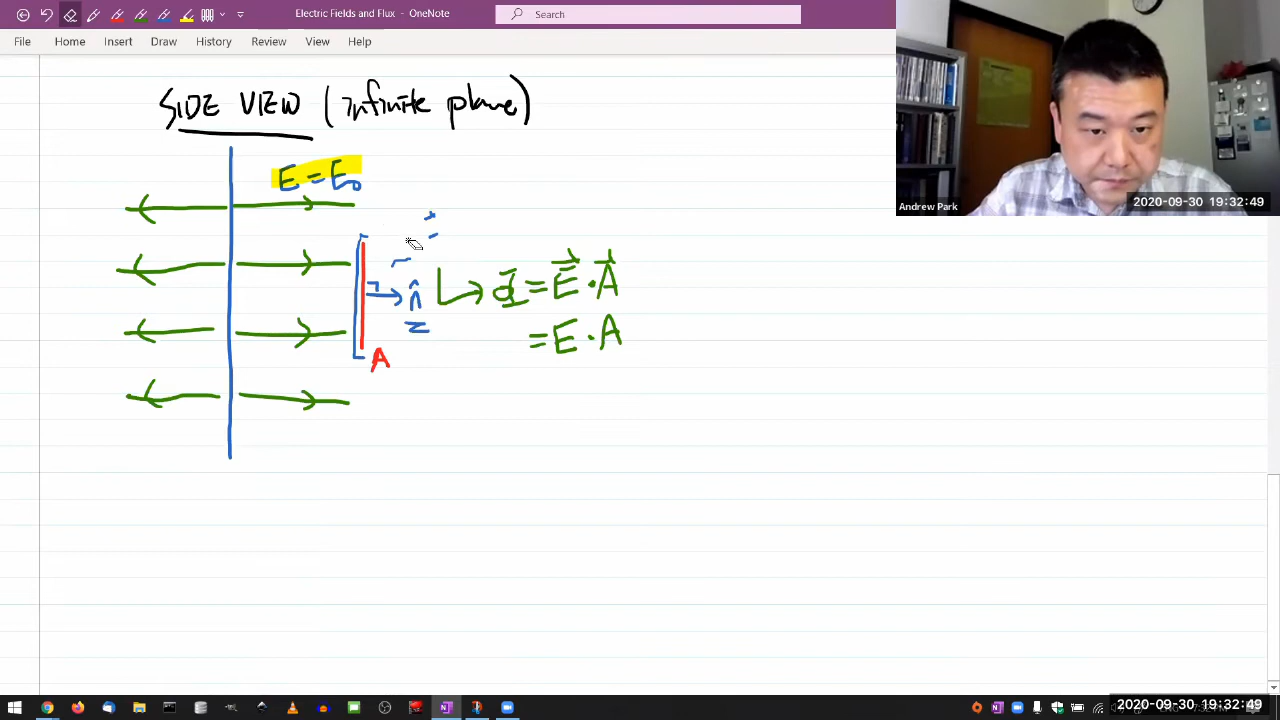 Electric Fields and Flux - OneNote
Search
File Home Insert Draw History Review View Help
SIDE VIEW (infinite plane)
E = E₀
n̂
Φ = E⃗ · A⃗
= E · A
A
Andrew Park
2020-09-30 19:32:49
2020-09-30 19:32:49